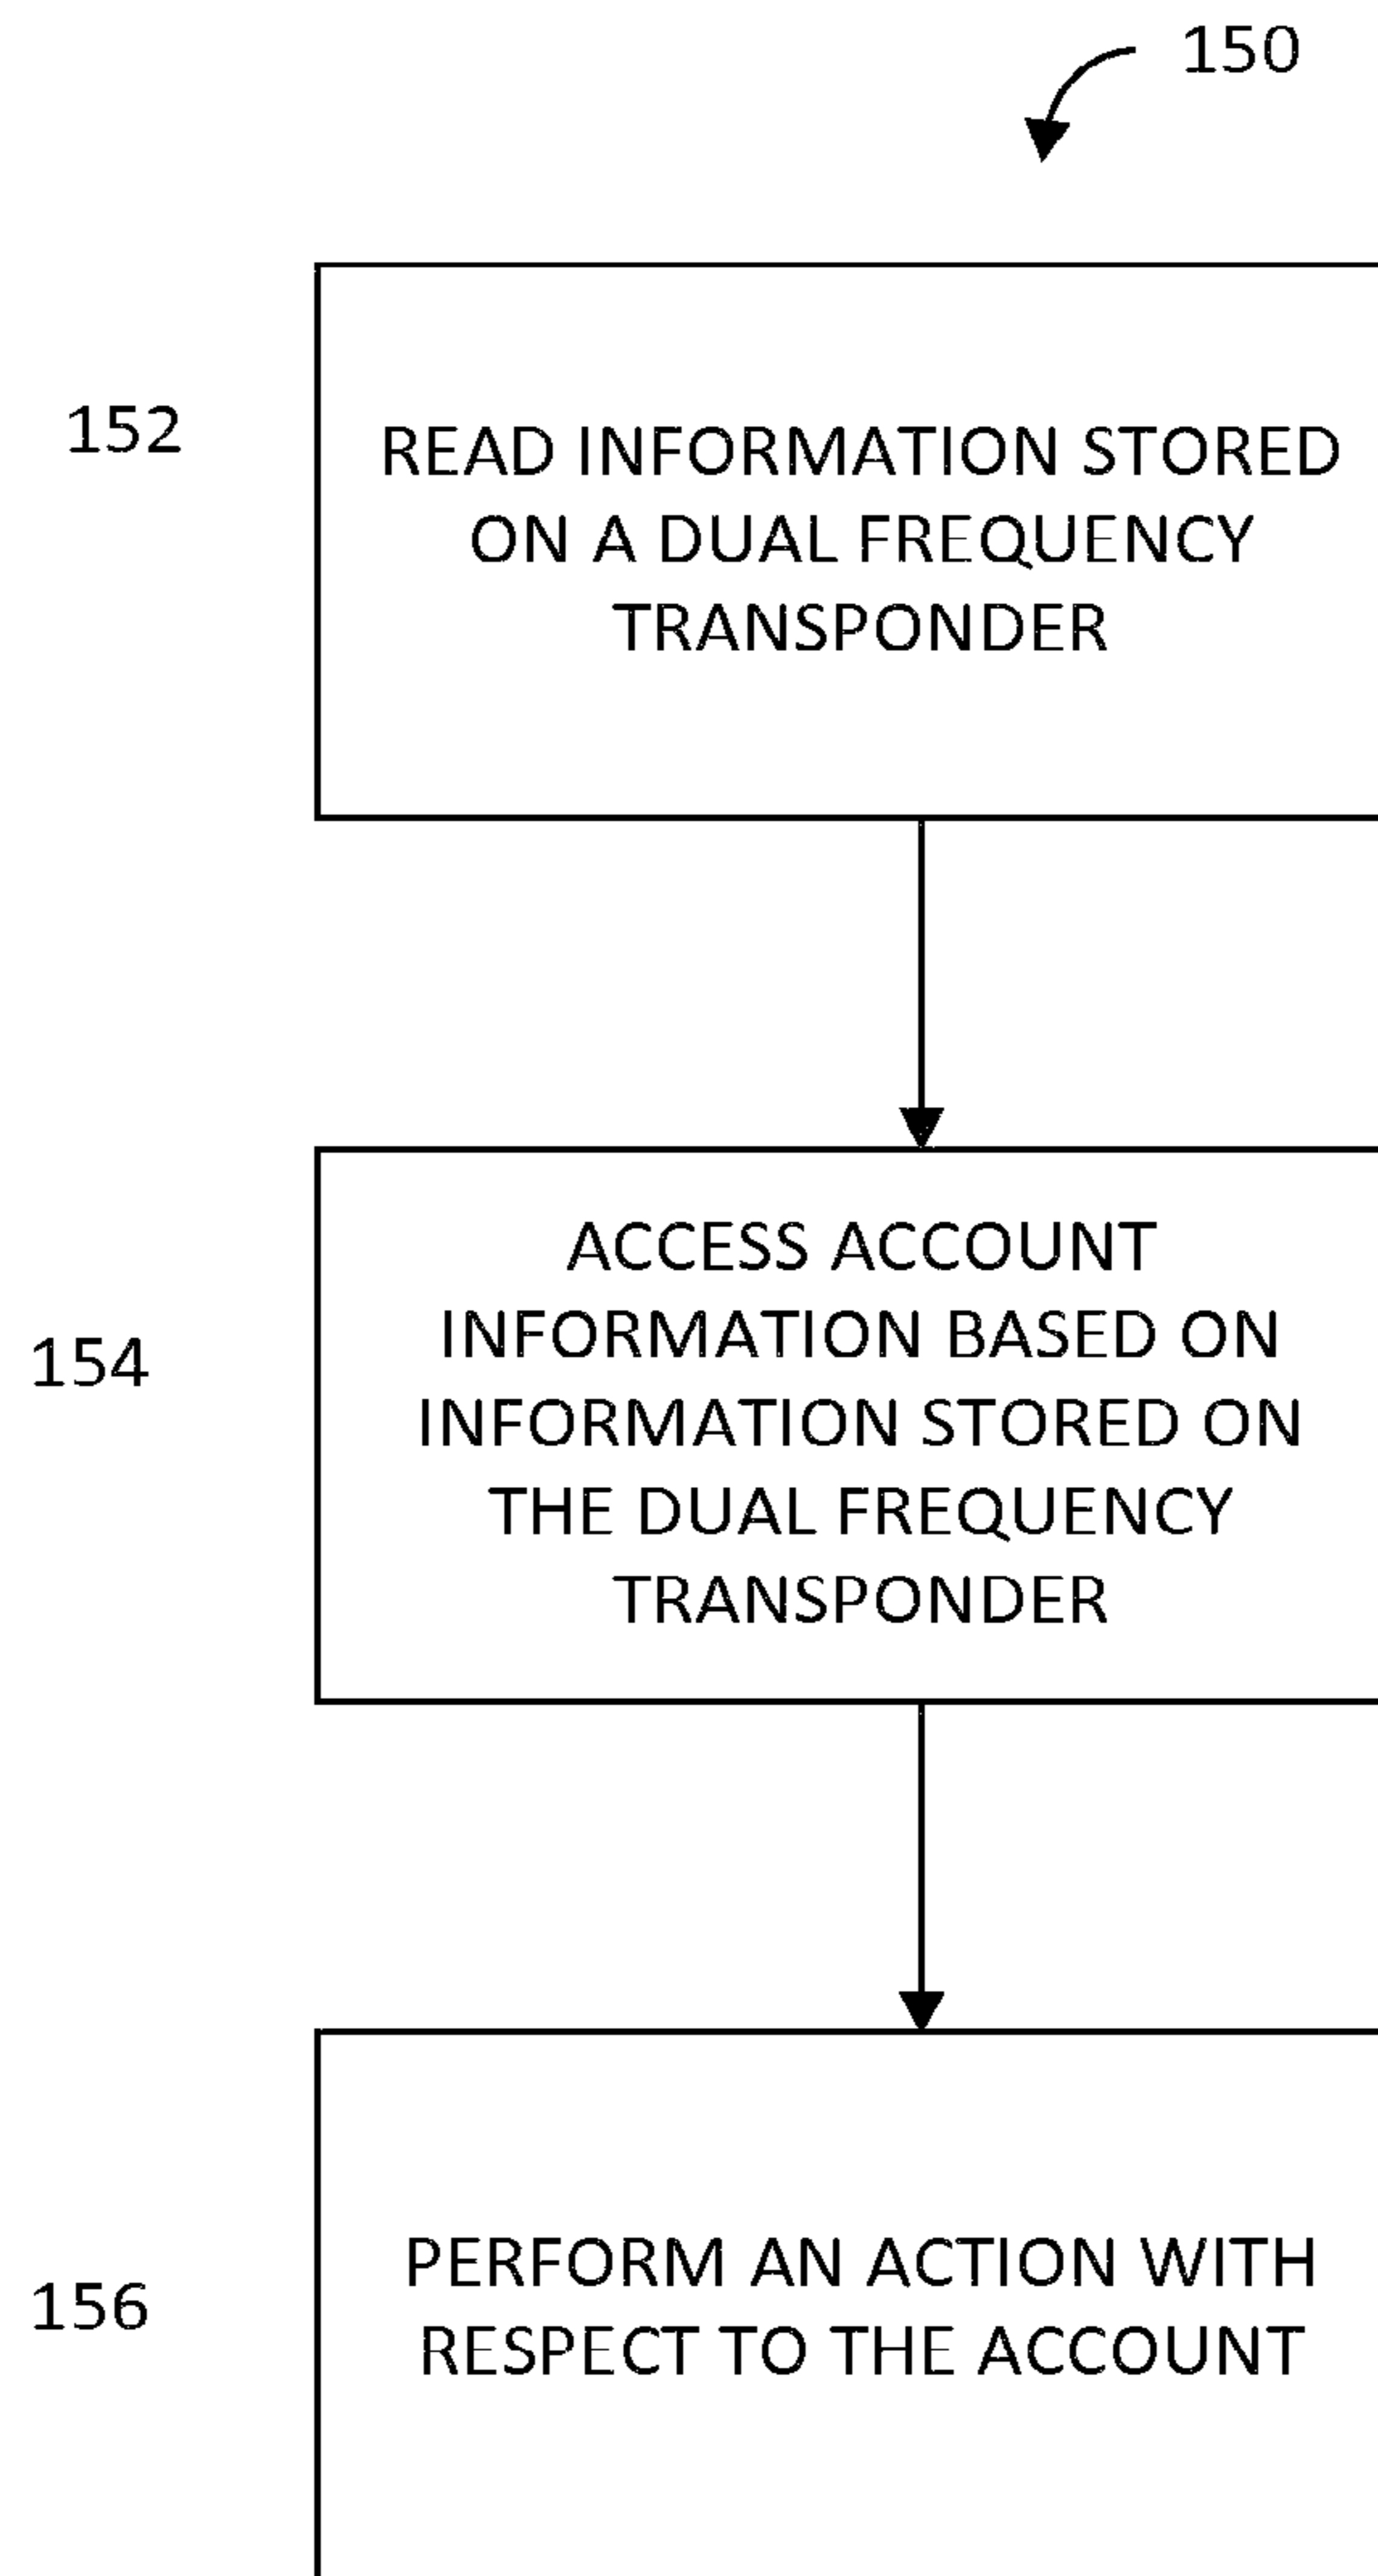 150
152
READ INFORMATION STORED
ON A DUAL FREQUENCY
TRANSPONDER
154
ACCESS ACCOUNT
INFORMATION BASED ON
INFORMATION STORED ON
THE DUAL FREQUENCY
TRANSPONDER
156
PERFORM AN ACTION WITH
RESPECT TO THE ACCOUNT